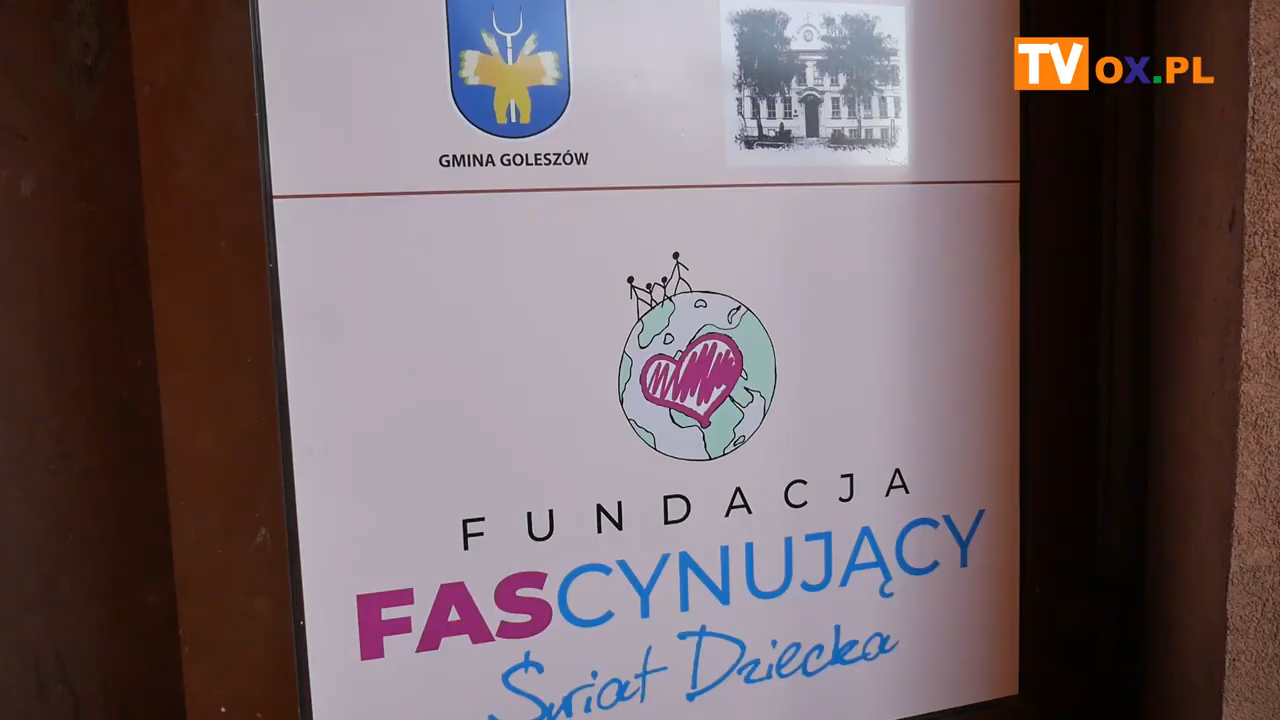 TVOX.PL
GMINA GOLESZÓW
FUNDACJA
FASCYNUJĄCY
Świat Dziecka